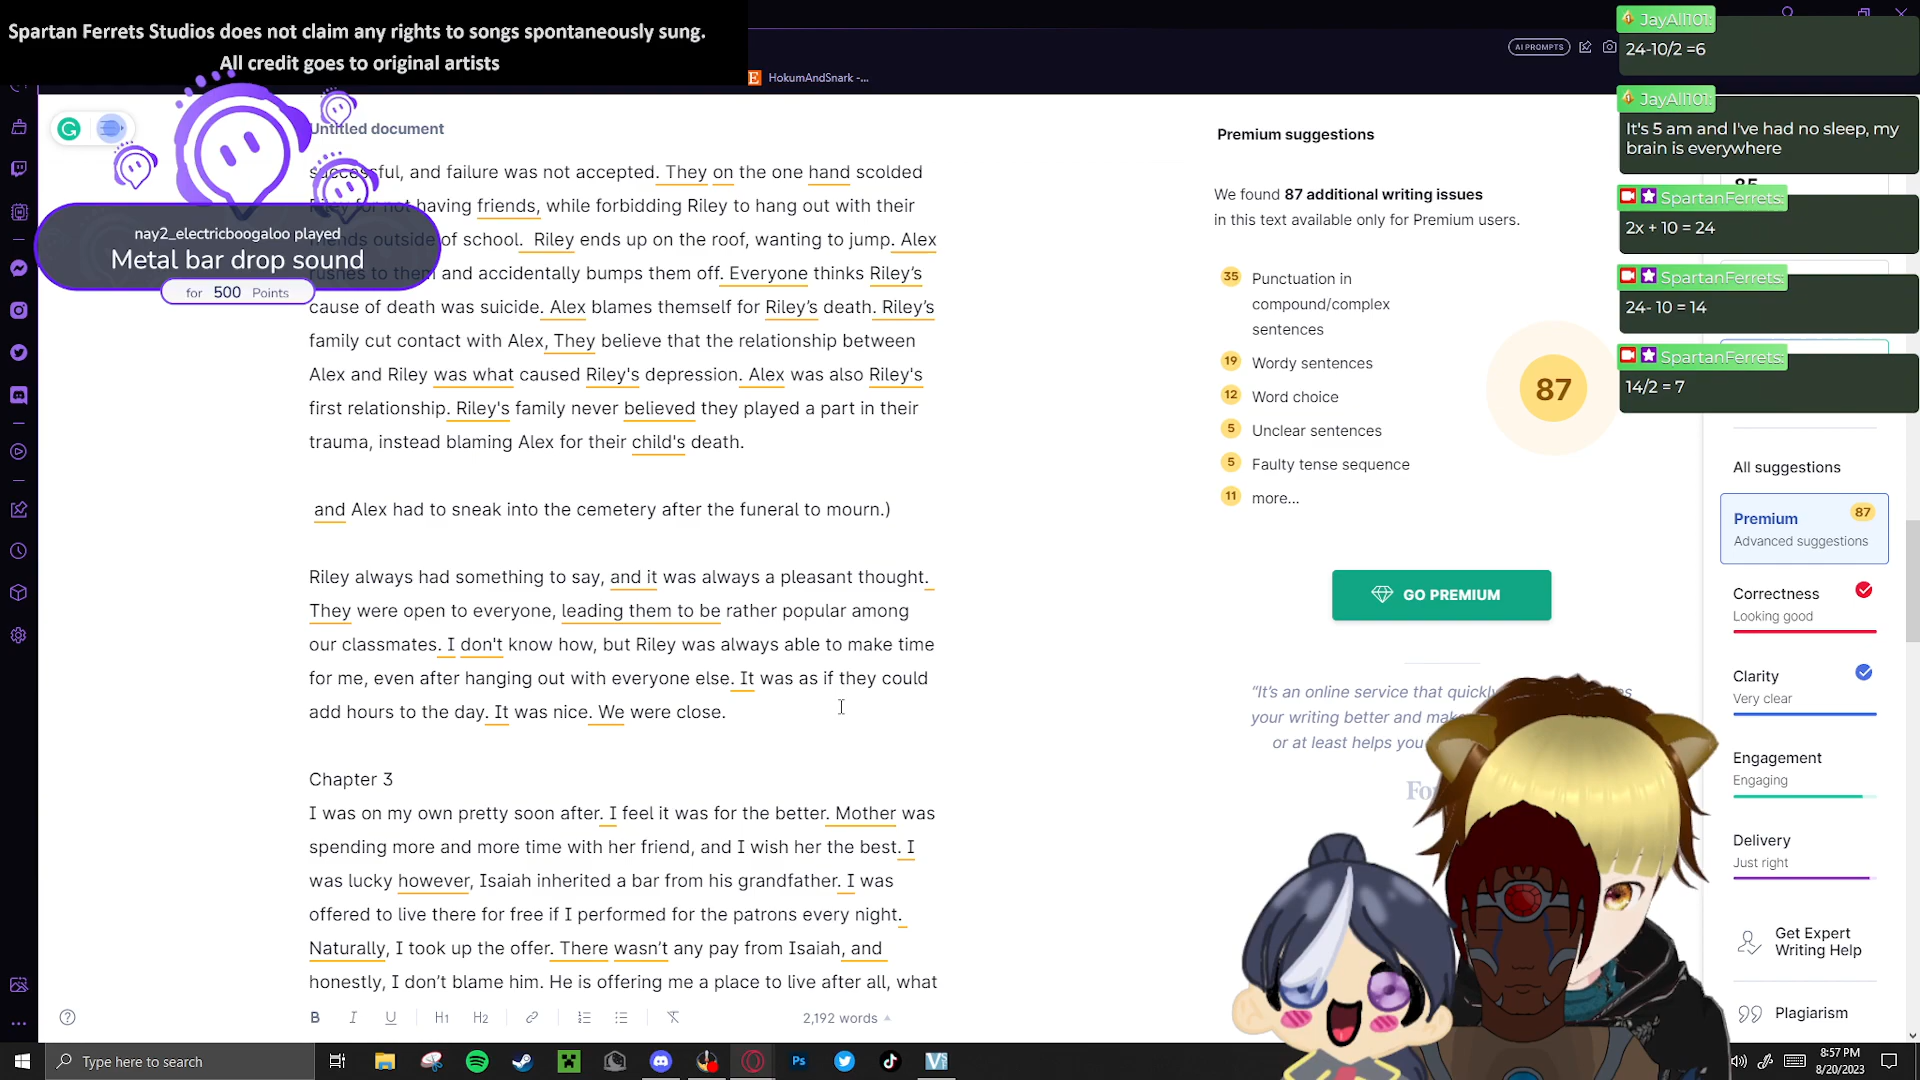 Spartan Ferrets Studios does not claim any rights to songs spontaneously sung.
All credit goes to original artists
HokumAndSnark -...
AI PROMPTS
JayAll101:
24-10/2 =6
JayAll101:
It's 5 am and I've had no sleep, my
brain is everywhere
SpartanFerrets:
2x + 10 = 24
SpartanFerrets:
24- 10 = 14
SpartanFerrets:
14/2 = 7
nay2_electricboogaloo played
Metal bar drop sound
for 500 Points
Untitled document
successful, and failure was not accepted. They on the one hand scolded
Riley for not having friends, while forbidding Riley to hang out with their
friends outside of school. Riley ends up on the roof, wanting to jump. Alex
rushes to them and accidentally bumps them off. Everyone thinks Riley’s
cause of death was suicide. Alex blames themself for Riley’s death. Riley’s
family cut contact with Alex, They believe that the relationship between
Alex and Riley was what caused Riley's depression. Alex was also Riley's
first relationship. Riley's family never believed they played a part in their
trauma, instead blaming Alex for their child's death.
and Alex had to sneak into the cemetery after the funeral to mourn.)
Riley always had something to say, and it was always a pleasant thought.
They were open to everyone, leading them to be rather popular among
our classmates. I don't know how, but Riley was always able to make time
for me, even after hanging out with everyone else. It was as if they could
add hours to the day. It was nice. We were close.
Chapter 3
I was on my own pretty soon after. I feel it was for the better. Mother was
spending more and more time with her friend, and I wish her the best. I
was lucky however, Isaiah inherited a bar from his grandfather. I was
offered to live there for free if I performed for the patrons every night.
Naturally, I took up the offer. There wasn’t any pay from Isaiah, and
honestly, I don’t blame him. He is offering me a place to live after all, what
B I U H1 H2
2,192 words
Premium suggestions
We found 87 additional writing issues
in this text available only for Premium users.
35 Punctuation in
compound/complex
sentences
19 Wordy sentences
12 Word choice
5 Unclear sentences
5 Faulty tense sequence
11 more...
87
GO PREMIUM
“It’s an online service that quickly
your writing better and
or at least helps you
All suggestions
Premium 87
Advanced suggestions
Correctness
Looking good
Clarity
Very clear
Engagement
Engaging
Delivery
Just right
Get Expert
Writing Help
Plagiarism
Type here to search
Ps
8:57 PM
8/20/2023